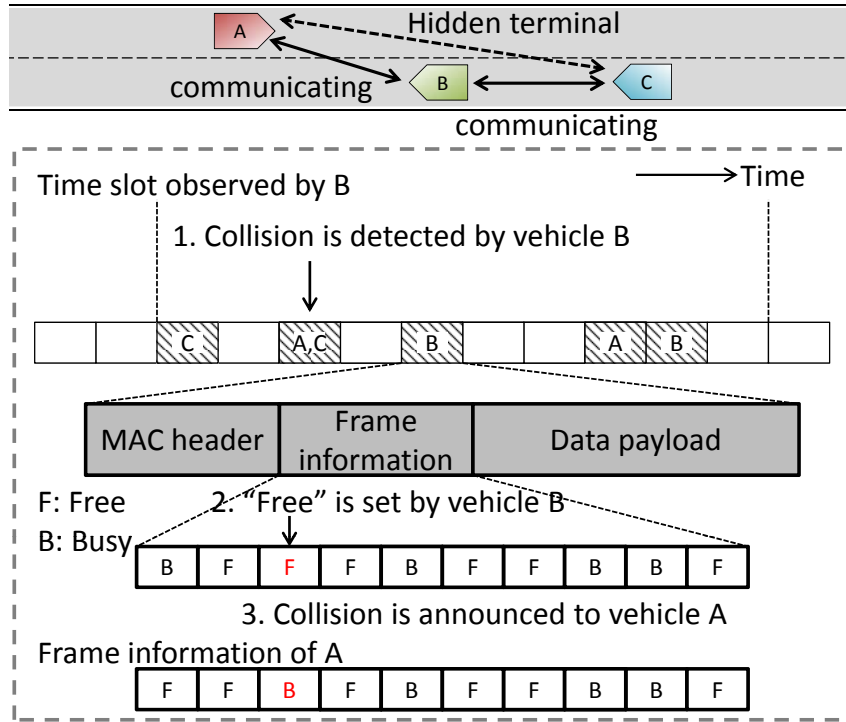 Hidden terminal
A
communicating
B
C
communicating
Time slot observed by B
Time
1. Collision is detected by vehicle B
C
A,C
B
A
B
MAC header
Frame information
Data payload
F: Free
2. “Free” is set by vehicle B
B: Busy
B F F F B F F B B F
3. Collision is announced to vehicle A
Frame information of A
F F B F B F F B B F